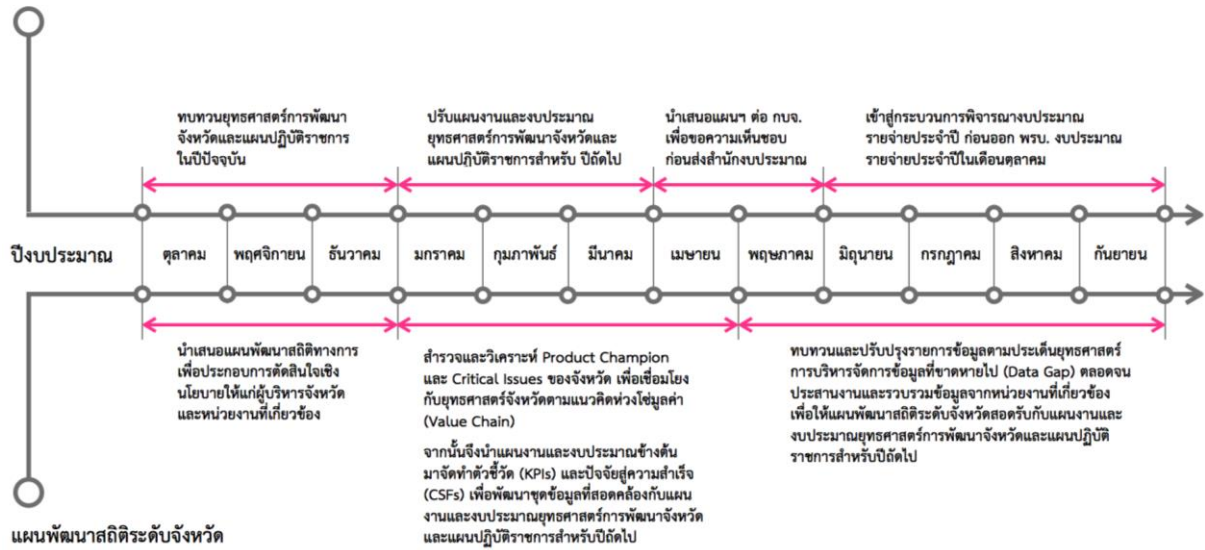 ทบทวนยุทธศาสตร์การพัฒนา
จังหวัดและแผนปฏิบัติราชการ
ในปีปัจจุบัน
ปรับแผนงานและงบประมาณ
ยุทธศาสตร์การพัฒนาจังหวัดและ
แผนปฏิบัติราชการสำหรับ ปีถัดไป
นำเสนอแผนฯ ต่อ กบจ.
เพื่อขอความเห็นชอบ
ก่อนส่งสำนักงบประมาณ
เข้าสู่กระบวนการพิจารณางบประมาณ
รายจ่ายประจำปี ก่อนออก พรบ. งบประมาณ
รายจ่ายประจำปีในเดือนตุลาคม
ปีงบประมาณ ตุลาคม พฤศจิกายน ธันวาคม มกราคม กุมภาพันธ์ มีนาคม เมษายน พฤษภาคม มิถุนายน กรกฎาคม สิงหาคม กันยายน
นำเสนอแผนพัฒนาสถิติทางการ
เพื่อประกอบการตัดสินใจเชิง
นโยบายให้แก่ผู้บริหารจังหวัด
และหน่วยงานที่เกี่ยวข้อง
สำรวจและวิเคราะห์ Product Champion
และ Critical Issues ของจังหวัด เพื่อเชื่อมโยง
กับยุทธศาสตร์จังหวัดตามแนวคิดห่วงโซ่มูลค่า
(Value Chain)
จากนั้นจึงนำแผนงานและงบประมาณข้างต้น
มาจัดทำตัวชี้วัด (KPIs) และปัจจัยสู่ความสำเร็จ
(CSFs) เพื่อพัฒนาชุดข้อมูลที่สอดคล้องกับแผน
งานและงบประมาณยุทธศาสตร์การพัฒนาจังหวัด
และแผนปฏิบัติราชการสำหรับปีถัดไป
ทบทวนและปรับปรุงรายการข้อมูลตามประเด็นยุทธศาสตร์
การบริหารจัดการข้อมูลที่ขาดหายไป (Data Gap) ตลอดจน
ประสานงานและรวบรวมข้อมูลจากหน่วยงานที่เกี่ยวข้อง
เพื่อให้แผนพัฒนาสถิติระดับจังหวัดสอดรับกับแผนงานและ
งบประมาณยุทธศาสตร์การพัฒนาจังหวัดและแผนปฏิบัติ
ราชการสำหรับปีถัดไป
แผนพัฒนาสถิติระดับจังหวัด